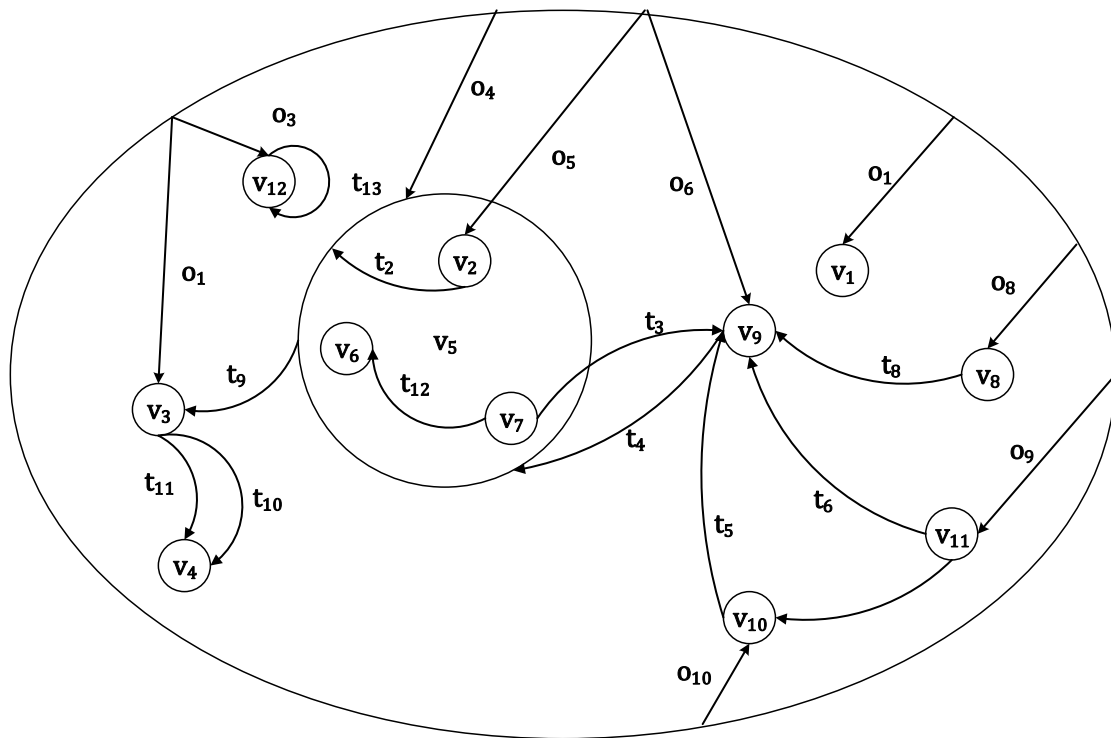 o₄
o₃
o₅
v₁₂
t₁₃
o₆
o₁
v₂
t₂
v₁
o₁
o₈
t₃
v₉
v₆
v₅
t₉
t₁₂
t₈
v₈
v₃
v₇
t₄
o₉
t₁₁
t₁₀
t₆
t₅
v₁₁
v₄
v₁₀
o₁₀